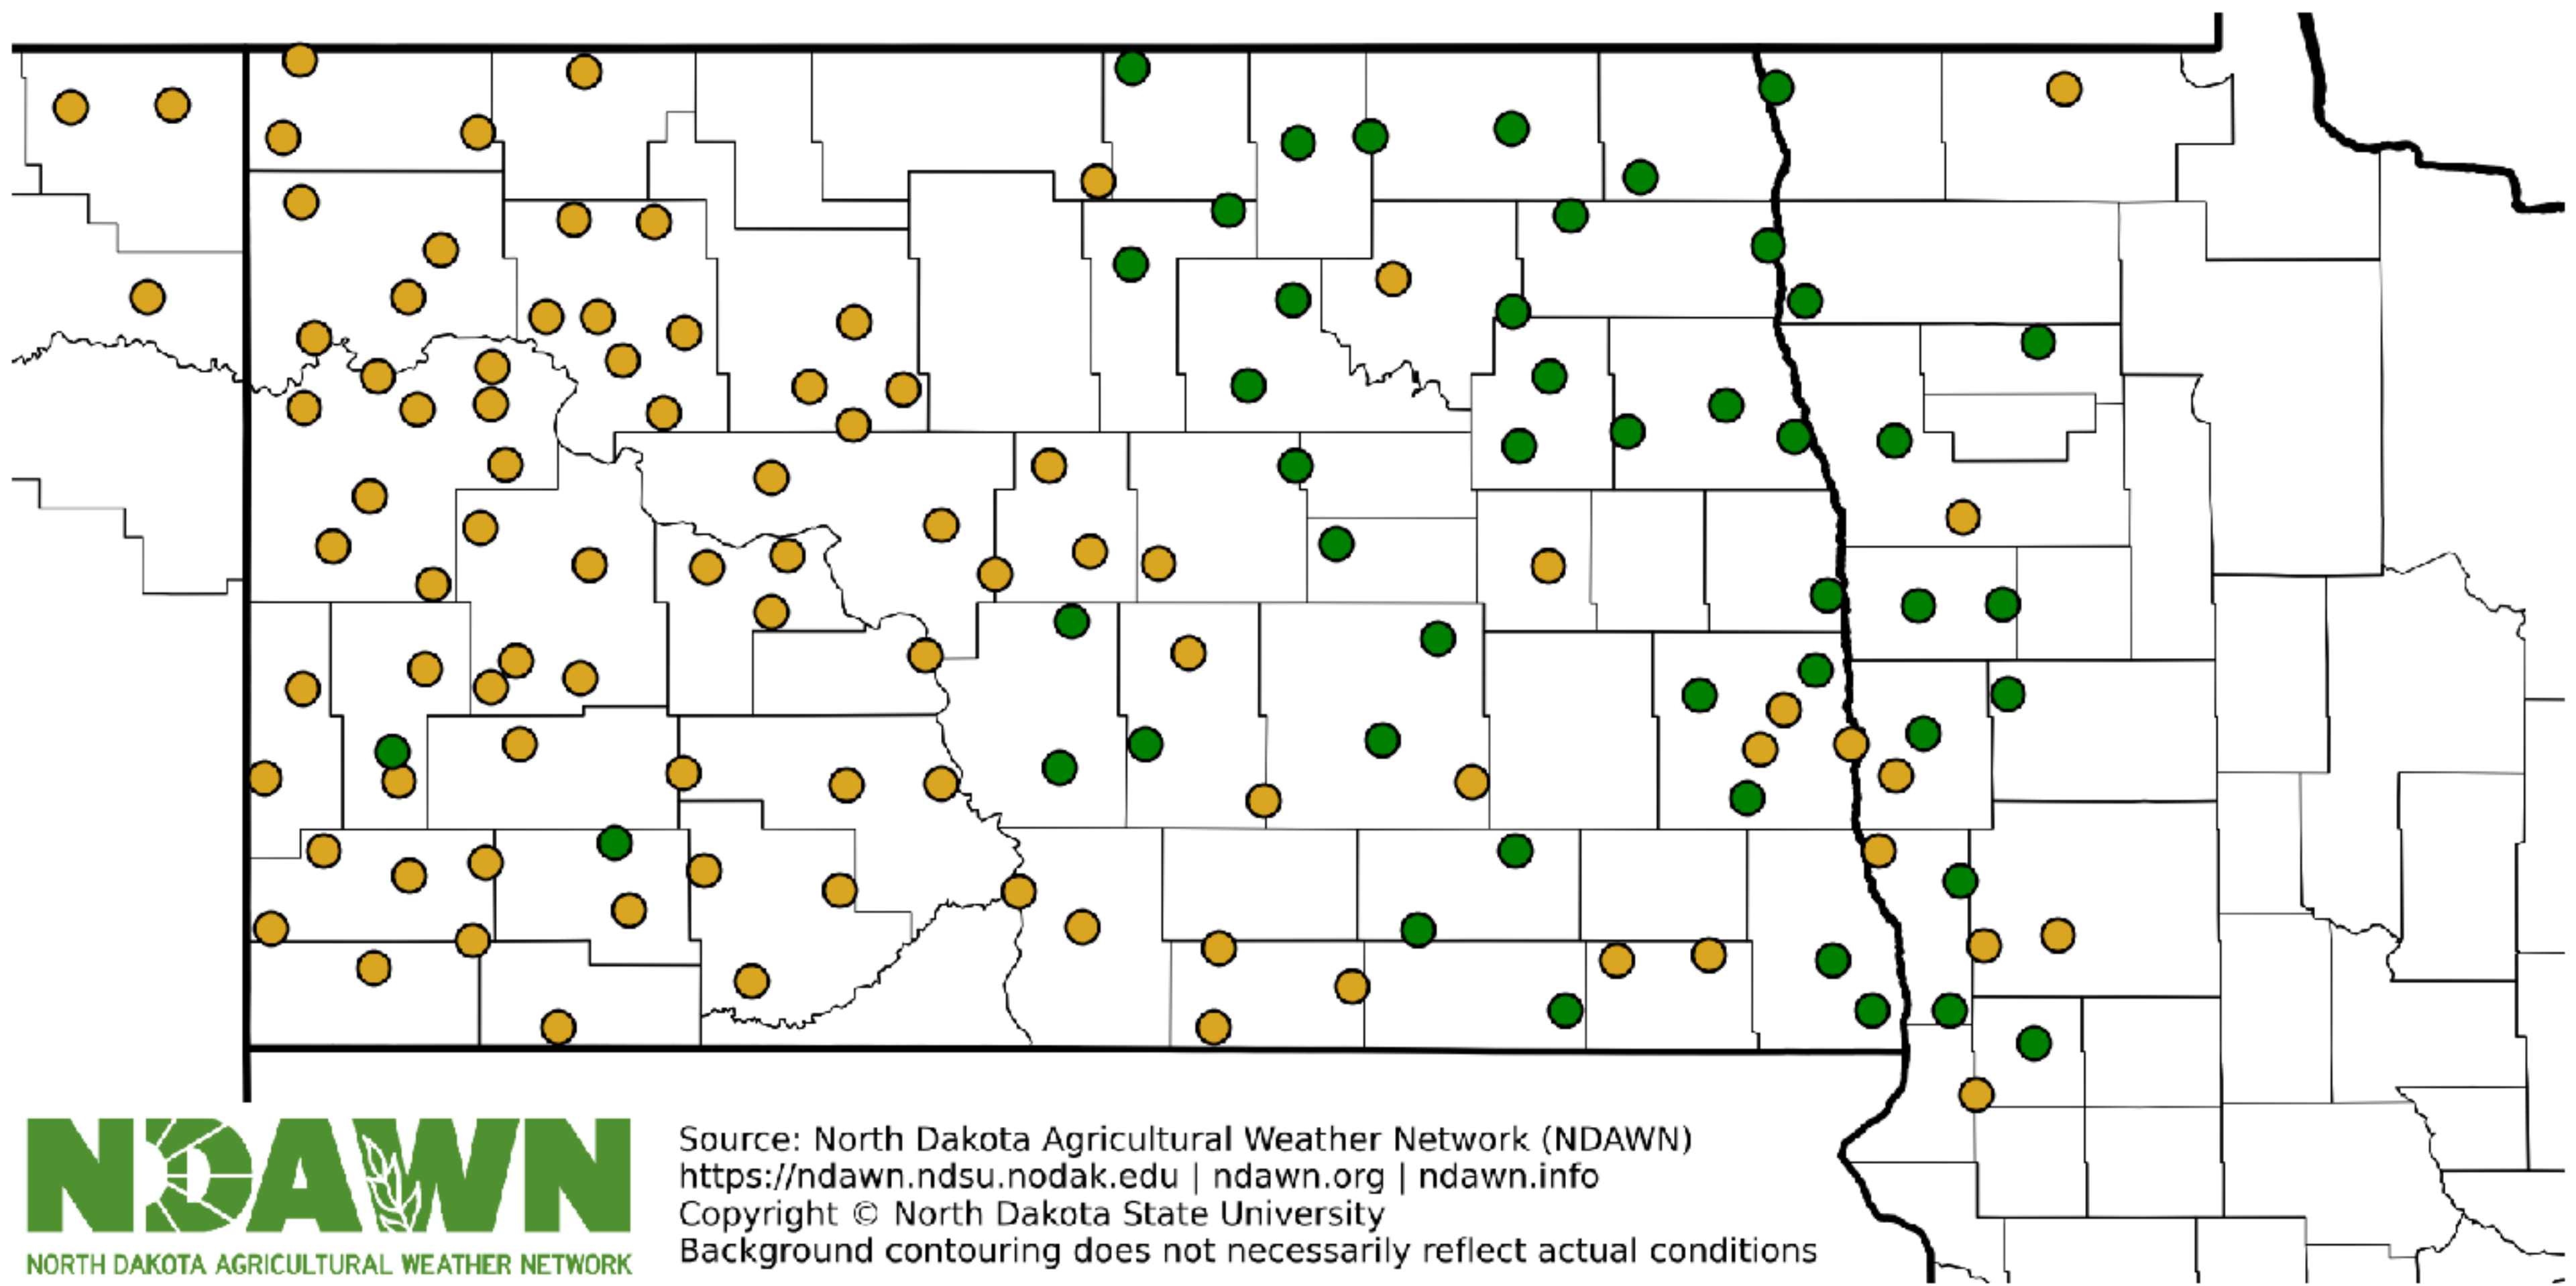 NDAWN
NORTH DAKOTA AGRICULTURAL WEATHER NETWORK
Source: North Dakota Agricultural Weather Network (NDAWN)
https://ndawn.ndsu.nodak.edu | ndawn.org | ndawn.info
Copyright © North Dakota State University
Background contouring does not necessarily reflect actual conditions